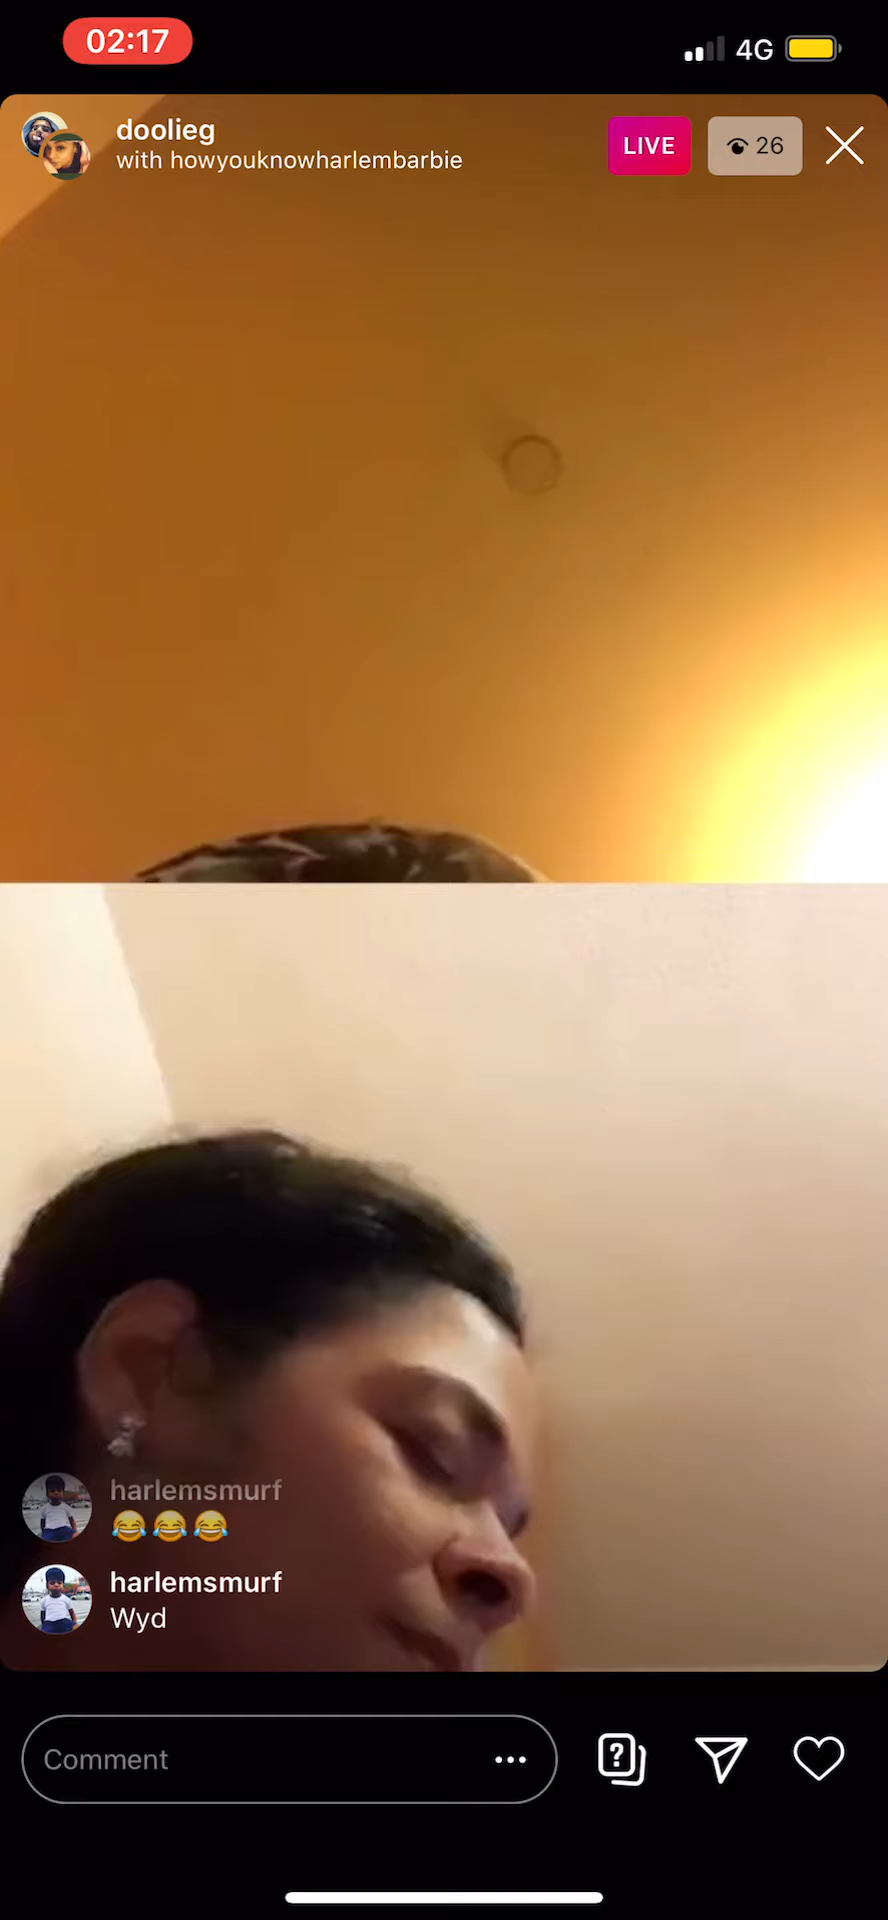 02:17
4G
doolieg
with howyouknowharlembarbie
LIVE
26
harlemsmurf
😂😂😂
harlemsmurf
Wyd
Comment